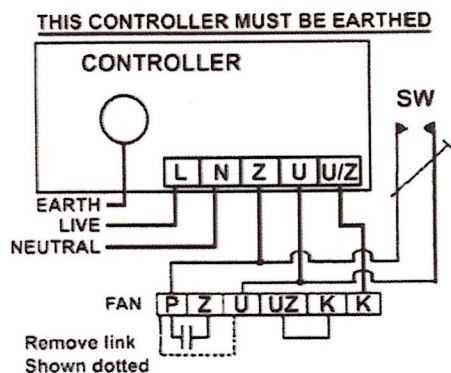 THIS CONTROLLER MUST BE EARTHED
CONTROLLER
SW
L N Z U U/Z
EARTH
LIVE
NEUTRAL
FAN P Z U UZ K K
Remove link
Shown dotted